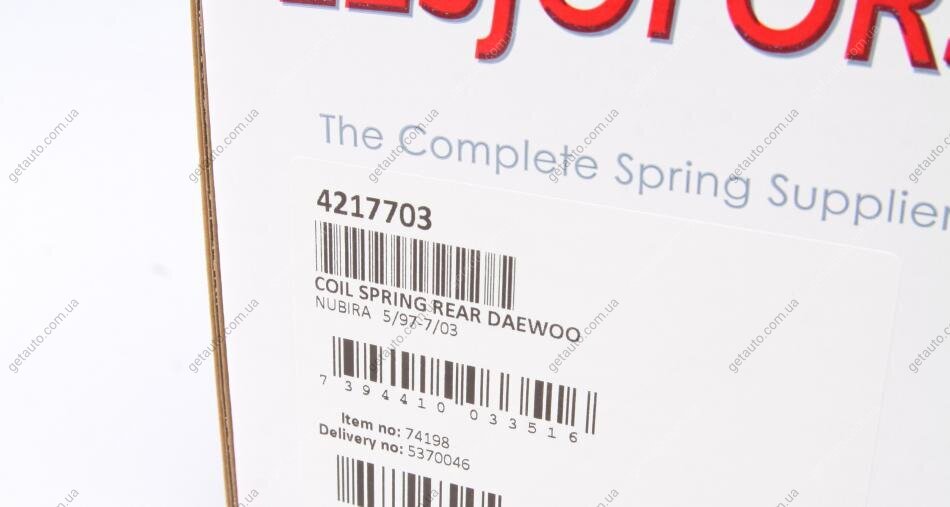 The Complete Spring Supplier
4217703
COIL SPRING REAR DAEWOO
NUBIRA 5/97-7/03
7 394410 033516
Item no: 74198
Delivery no: 5370046
getauto.com.ua